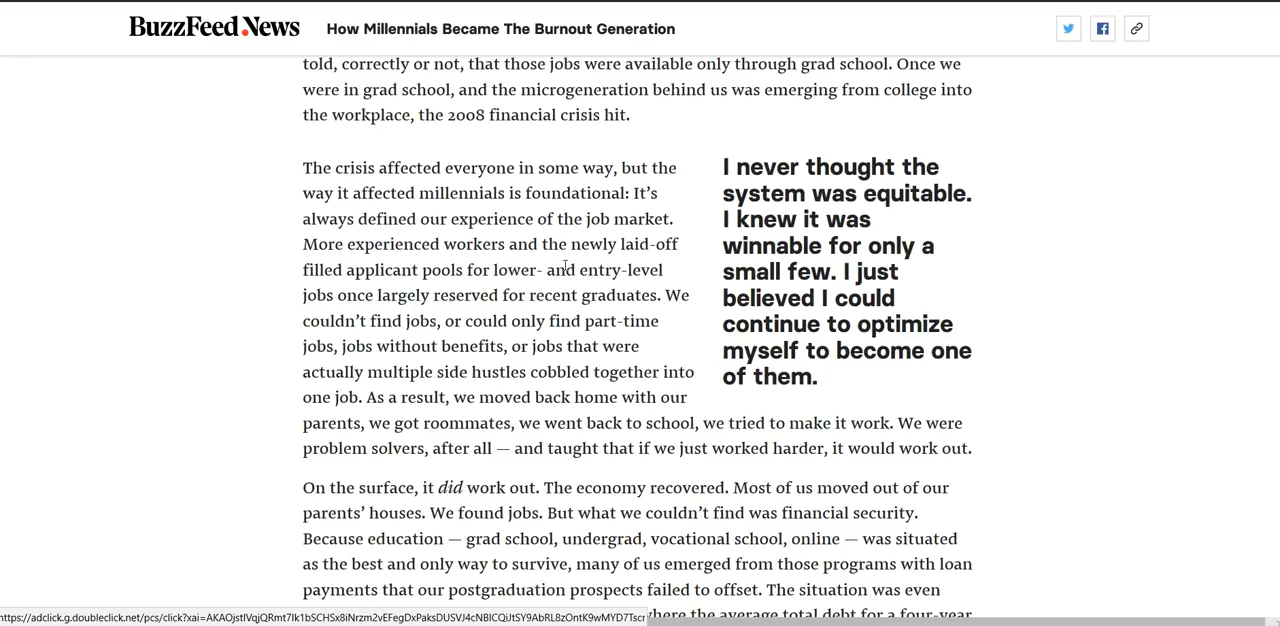 BuzzFeed News
How Millennials Became The Burnout Generation
told, correctly or not, that those jobs were available only through grad school. Once we
were in grad school, and the microgeneration behind us was emerging from college into
the workplace, the 2008 financial crisis hit.
The crisis affected everyone in some way, but the
way it affected millennials is foundational: It’s
always defined our experience of the job market.
More experienced workers and the newly laid-off
filled applicant pools for lower- and entry-level
jobs once largely reserved for recent graduates. We
couldn’t find jobs, or could only find part-time
jobs, jobs without benefits, or jobs that were
actually multiple side hustles cobbled together into
one job. As a result, we moved back home with our
parents, we got roommates, we went back to school, we tried to make it work. We were
problem solvers, after all — and taught that if we just worked harder, it would work out.
I never thought the
system was equitable.
I knew it was
winnable for only a
small few. I just
believed I could
continue to optimize
myself to become one
of them.
On the surface, it did work out. The economy recovered. Most of us moved out of our
parents’ houses. We found jobs. But what we couldn’t find was financial security.
Because education — grad school, undergrad, vocational school, online — was situated
as the best and only way to survive, many of us emerged from those programs with loan
payments that our postgraduation prospects failed to offset. The situation was even
where the average total debt for a four-year